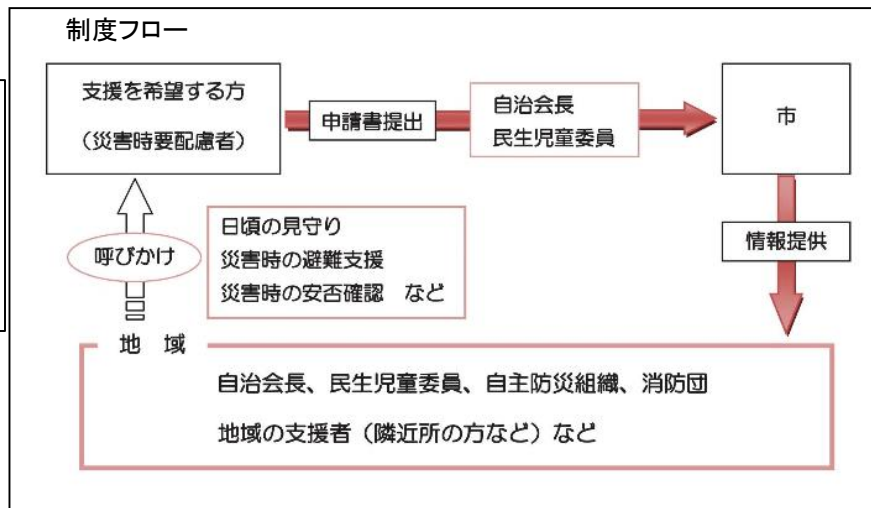 制度フロー
支援を希望する方
（災害時要配慮者）
申請書提出
自治会長
民生児童委員
市
呼びかけ
日頃の見守り
災害時の避難支援
災害時の安否確認　など
情報提供
地　域
自治会長、民生児童委員、自主防災組織、消防団
地域の支援者（隣近所の方など）など